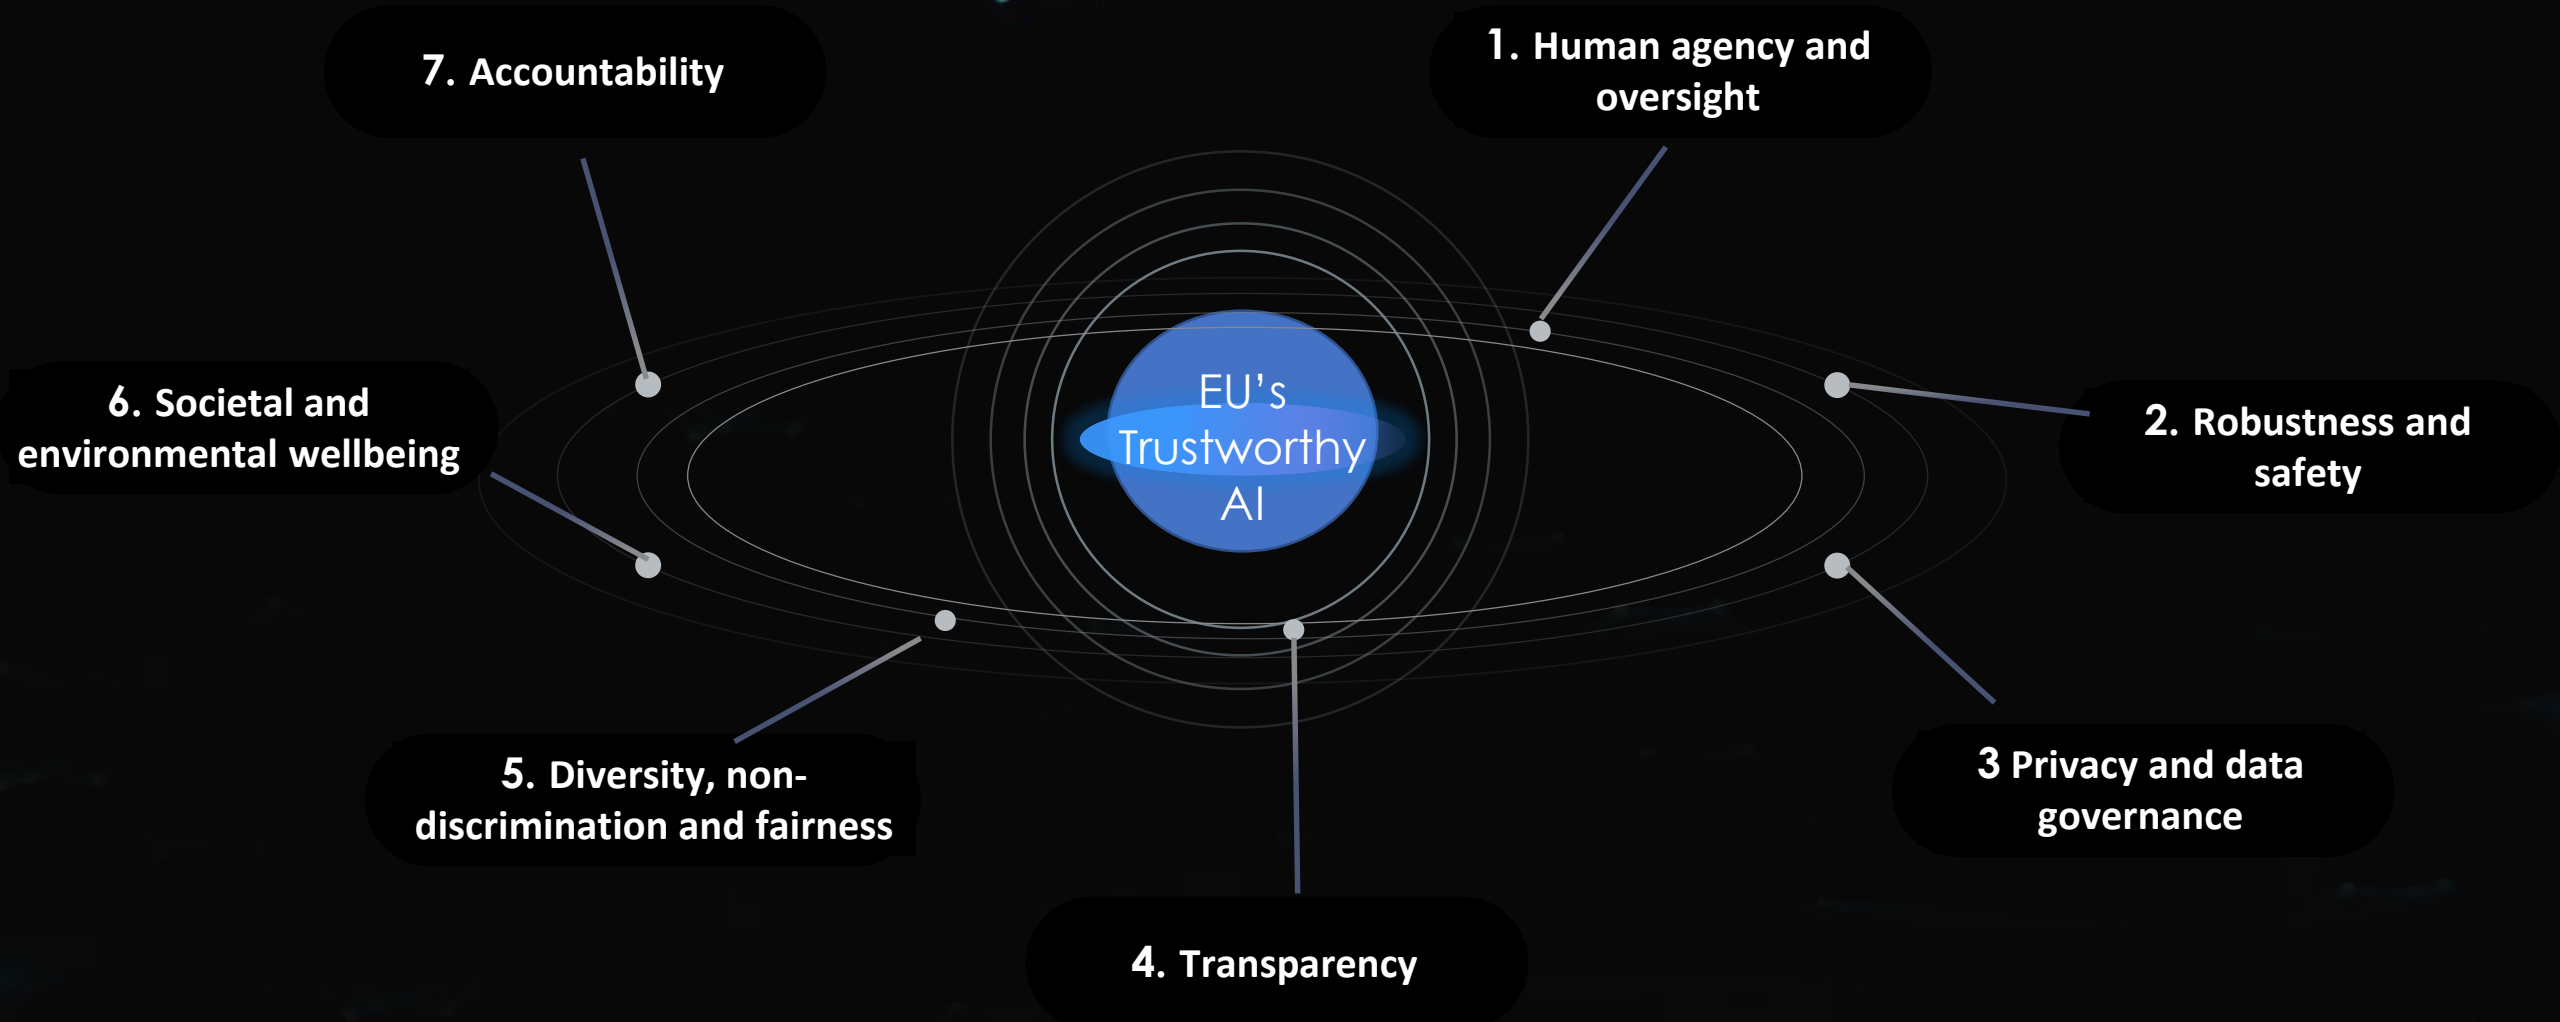 7. Accountability
1. Human agency and
oversight
6. Societal and
environmental wellbeing
EU's
Trustworthy
AI
2. Robustness and
safety
5. Diversity, non-
discrimination and fairness
3 Privacy and data
governance
4. Transparency